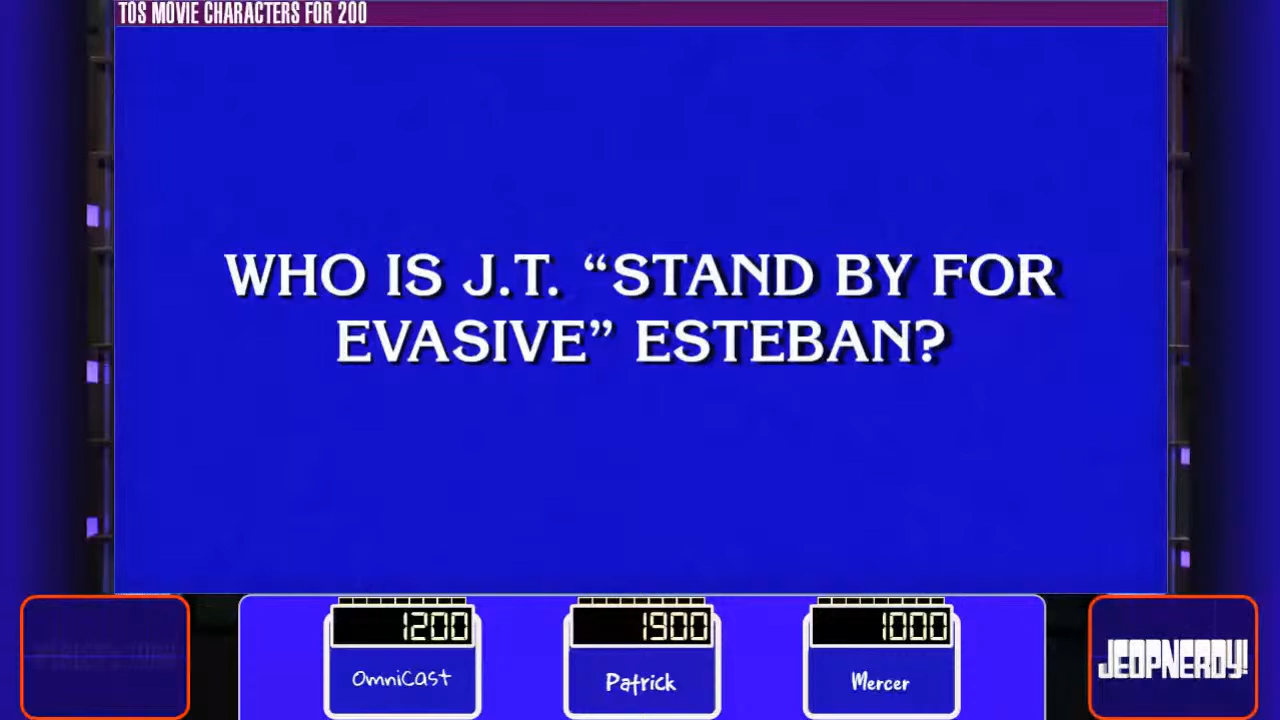 TOS MOVIE CHARACTERS FOR 200
WHO IS J.T. “STAND BY FOR
EVASIVE” ESTEBAN?
1200
1900
1000
OmniCast
Patrick
Mercer
JEOPNERDY!